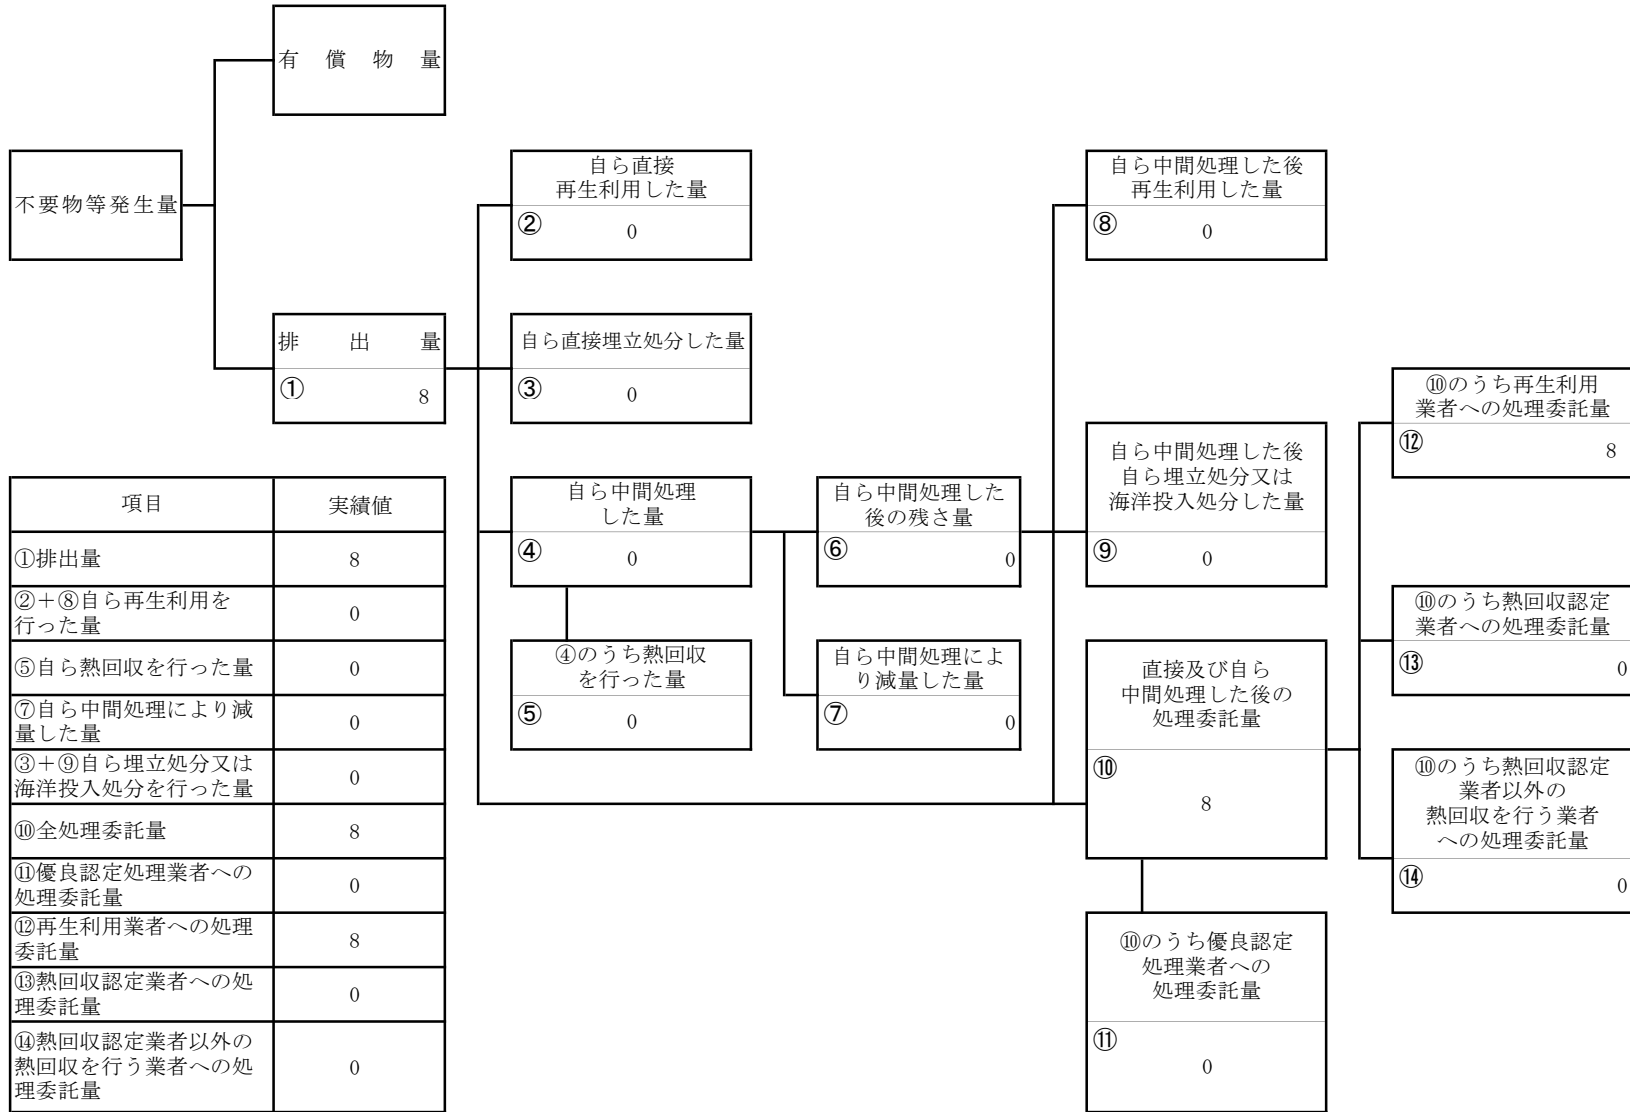 有償物量
不要物等発生量
排出量
①
8
自ら直接
再生利用した量
②
0
自ら直接埋立処分した量
③
0
自ら中間処理
した量
④
0
④のうち熱回収
を行った量
⑤
0
自ら中間処理した
後の残さ量
⑥
0
自ら中間処理によ
り減量した量
⑦
0
自ら中間処理した後
再生利用した量
⑧
0
自ら中間処理した後
自ら埋立処分又は
海洋投入処分した量
⑨
0
直接及び自ら
中間処理した後の
処理委託量
⑩
8
⑩のうち優良認定
処理業者への
処理委託量
⑪
0
⑩のうち再生利用
業者への処理委託量
⑫
8
⑩のうち熱回収認定
業者への処理委託量
⑬
0
⑩のうち熱回収認定
業者以外の
熱回収を行う業者
への処理委託量
⑭
0
項目 実績値
①排出量 8
②＋⑧自ら再生利用を
行った量 0
⑤自ら熱回収を行った量 0
⑦自ら中間処理により減
量した量 0
③＋⑨自ら埋立処分又は
海洋投入処分を行った量 0
⑩全処理委託量 8
⑪優良認定処理業者への
処理委託量 0
⑫再生利用業者への処理
委託量 8
⑬熱回収認定業者への処
理委託量 0
⑭熱回収認定業者以外の
熱回収を行う業者への処
理委託量 0